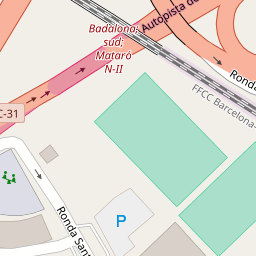 Badalona;
sud;
Mataró
N-II
Autopista de
Ronda
FFCC Barcelona-
C-31
Ronda San
P